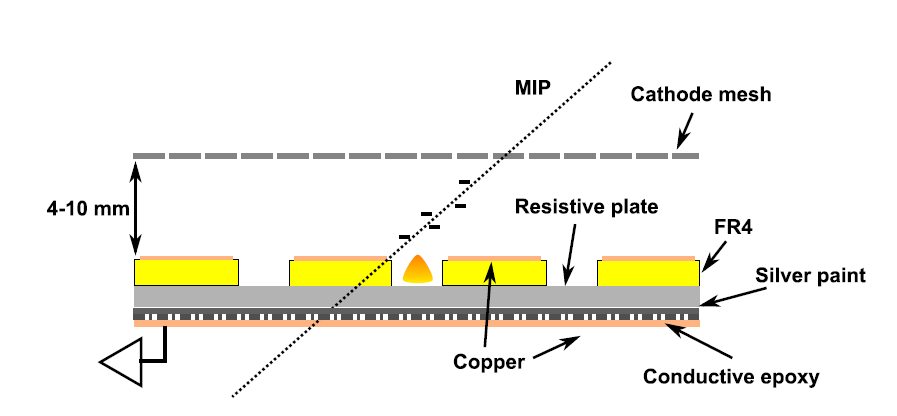 MIP
Cathode mesh
4-10 mm
Resistive plate
FR4
Silver paint
Copper
Conductive epoxy